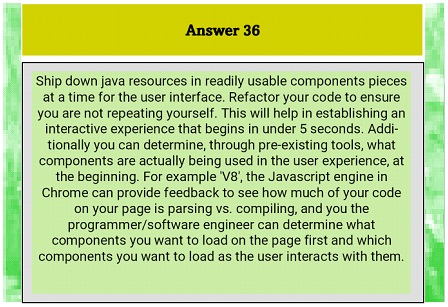 Answer 36
Ship down java resources in readily usable components pieces
at a time for the user interface. Refactor your code to ensure
you are not repeating yourself. This will help in establishing an
interactive experience that begins in under 5 seconds. Addi-
tionally you can determine, through pre-existing tools, what
components are actually being used in the user experience, at
the beginning. For example 'V8', the Javascript engine in
Chrome can provide feedback to see how much of your code
on your page is parsing vs. compiling, and you the
programmer/software engineer can determine what
components you want to load on the page first and which
components you want to load as the user interacts with them.